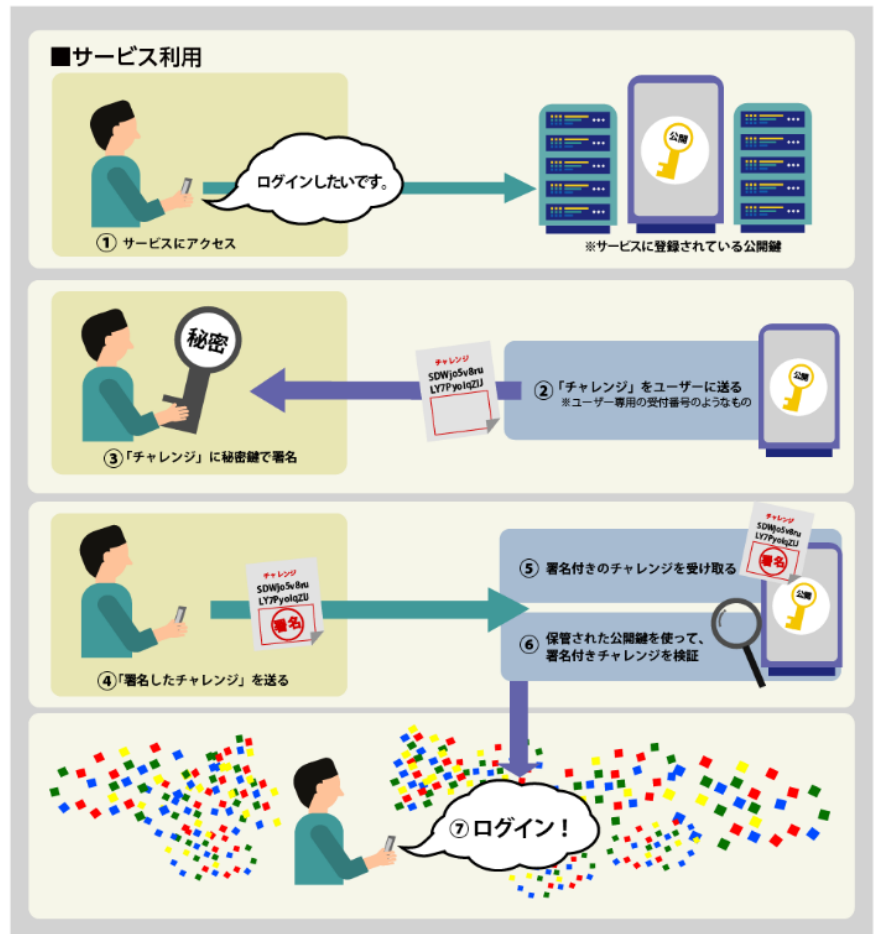 ■サービス利用
ログインしたいです。
公開
① サービスにアクセス
※サービスに登録されている公開鍵
秘密
チャレンジ
SDWjo5v8ru
LY7PyoIqZIJ
② 「チャレンジ」をユーザーに送る
※ユーザー専用の受付番号のようなもの
公開
③「チャレンジ」に秘密鍵で署名
チャレンジ
SDWjo5v8ru
LY7PyoIqZIJ
署名
④「署名したチャレンジ」を送る
チャレンジ
SDWjo5v8ru
LY7PyoIqZIJ
署名
⑤ 署名付きのチャレンジを受け取る
公開
⑥ 保管された公開鍵を使って、
署名付きチャレンジを検証
⑦ ログイン！